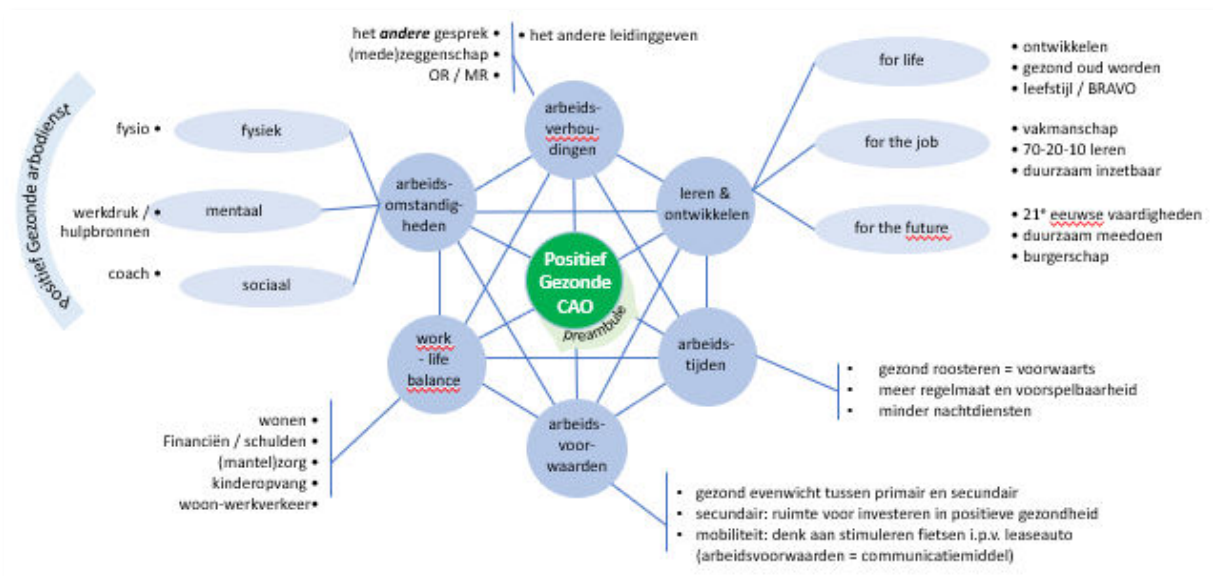 het andere gesprek •
(mede)zeggenschap •
OR / MR •
• het andere leidinggeven
Positief Gezonde arbodienst
fysio •
fysiek
werkdruk / •
hulpbronnen
mentaal
coach •
sociaal
arbeids-
omstandig-
heden
arbeids-
verhou-
dingen
leren &
ontwikkelen
for life
• ontwikkelen
• gezond oud worden
• leefstijl / BRAVO
for the job
• vakmanschap
• 70-20-10 leren
• duurzaam inzetbaar
for the future
• 21e eeuwse vaardigheden
• duurzaam meedoen
• burgerschap
Positief
Gezonde
CAO
preambule
work
- life
balance
arbeids-
tijden
• gezond roosteren = voorwaarts
• meer regelmaat en voorspelbaarheid
• minder nachtdiensten
wonen •
Financiën / schulden •
(mantel)zorg •
kinderopvang •
woon-werkverkeer•
arbeids-
voor-
waarden
• gezond evenwicht tussen primair en secundair
• secundair: ruimte voor investeren in positieve gezondheid
• mobiliteit: denk aan stimuleren fietsen i.p.v. leaseauto
(arbeidsvoorwaarden = communicatiemiddel)